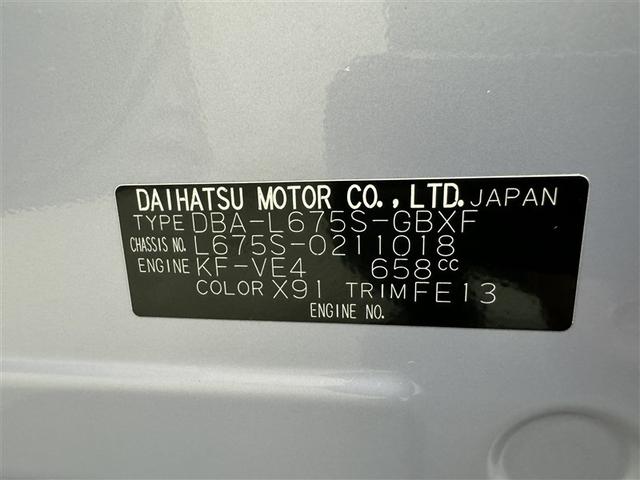 DAIHATSU MOTOR CO.,LTD. JAPAN
TYPE DBA-L675S-GBXF
CHASSIS NO. L675S-0211018
ENGINE KF-VE4 658cc
COLOR X91 TRIM FE13
ENGINE NO.